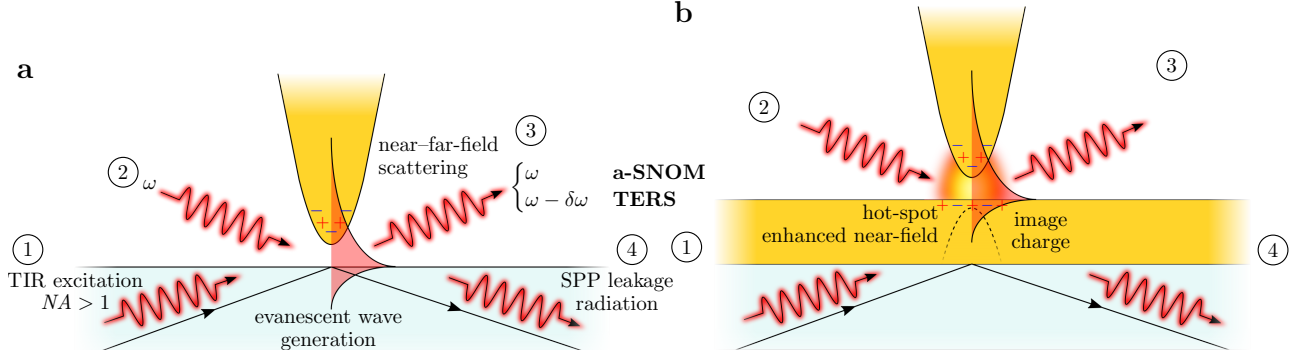 a
near–far-field
scattering
3
2
ω
ω
a-SNOM
ω − δω
TERS
− −
+ +
−
1
TIR excitation
NA > 1
4
SPP leakage
radiation
evanescent wave
generation
b
2
3
− −
+ +
−
+ − − − +
hot-spot
enhanced near-field
image
charge
1
4